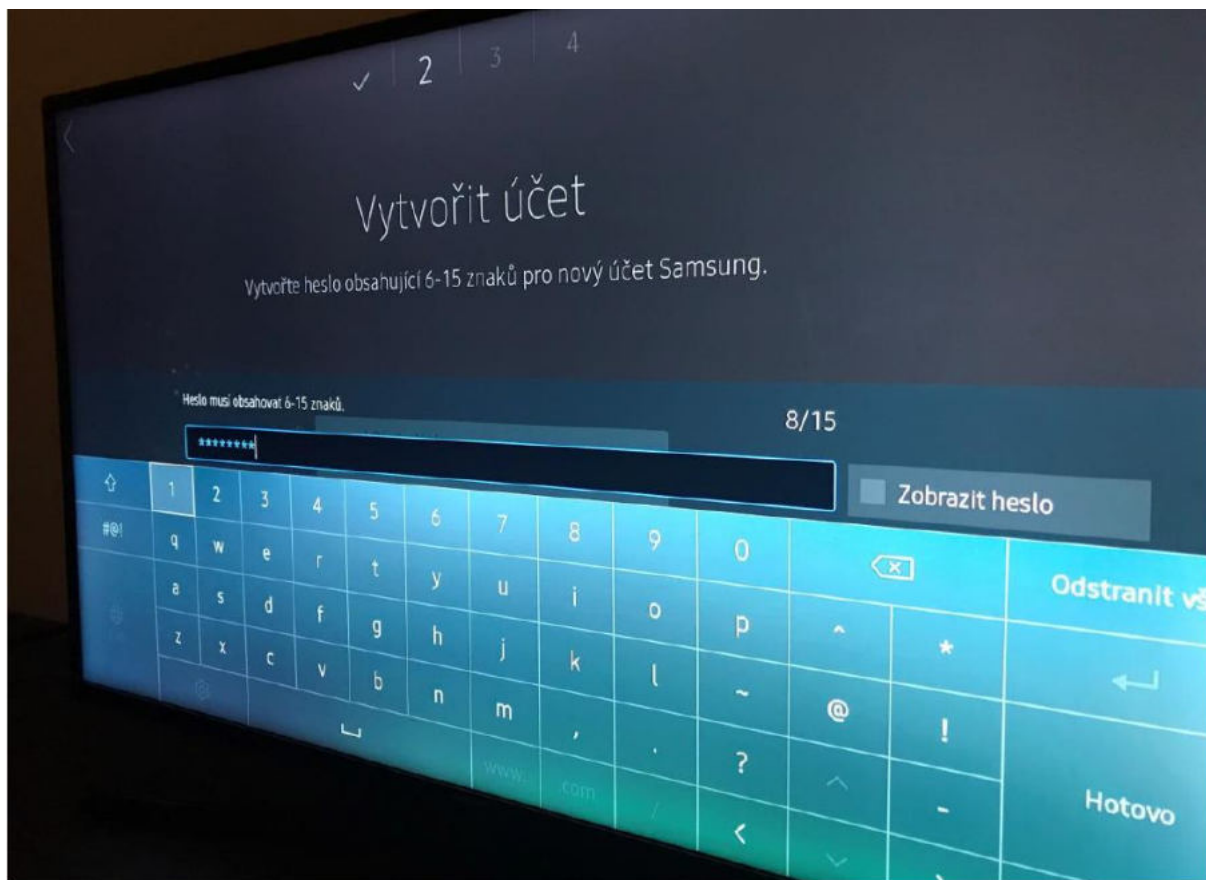 2 3 4
Vytvořit účet
Vytvořte heslo obsahující 6-15 znaků pro nový účet Samsung.
Heslo musí obsahovat 6-15 znaků.
8/15
********
Zobrazit heslo
1 2 3 4 5 6 7 8 9 0
Odstranit vš
#@! q w e r t y u i o p ^ *
a s d f g h j k l ~ @ !
z x c v b n m , . ? -
www. .com / <
Hotovo